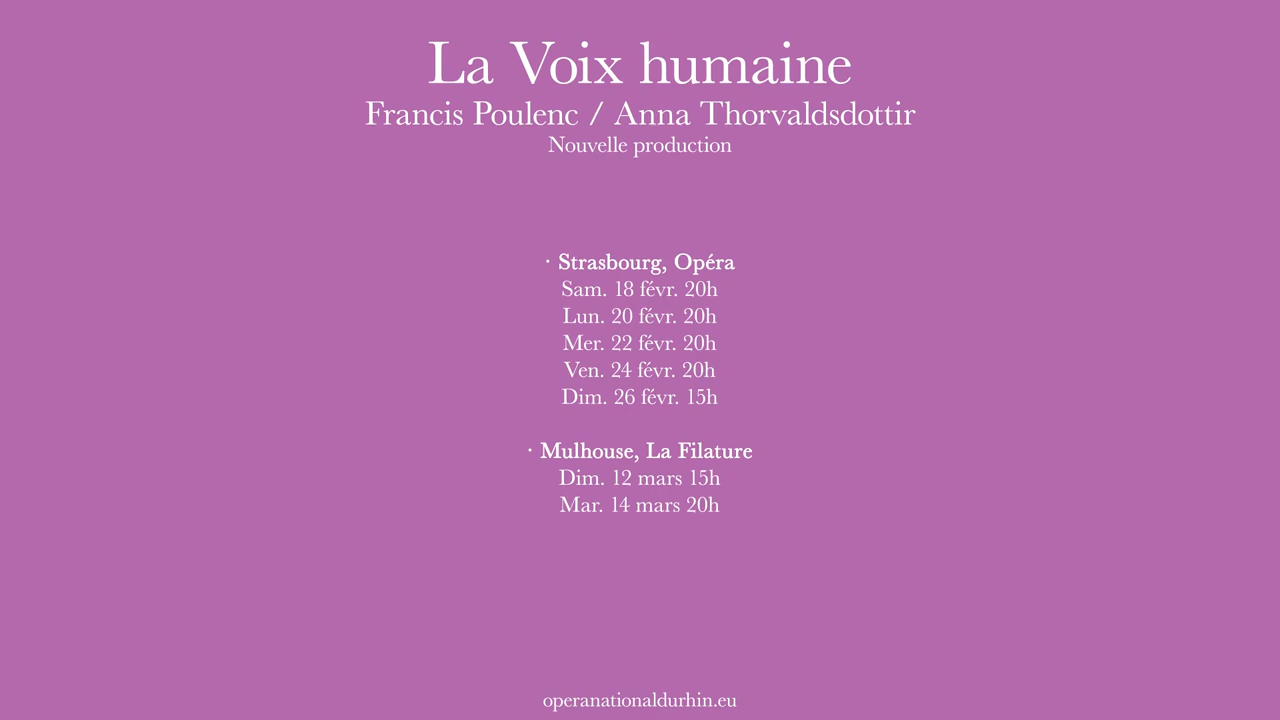 La Voix humaine
Francis Poulenc / Anna Thorvaldsdottir
Nouvelle production
· Strasbourg, Opéra
Sam. 18 févr. 20h
Lun. 20 févr. 20h
Mer. 22 févr. 20h
Ven. 24 févr. 20h
Dim. 26 févr. 15h
· Mulhouse, La Filature
Dim. 12 mars 15h
Mar. 14 mars 20h
operanationaldurhin.eu